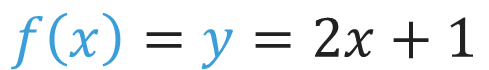 f(x) = y = 2x + 1